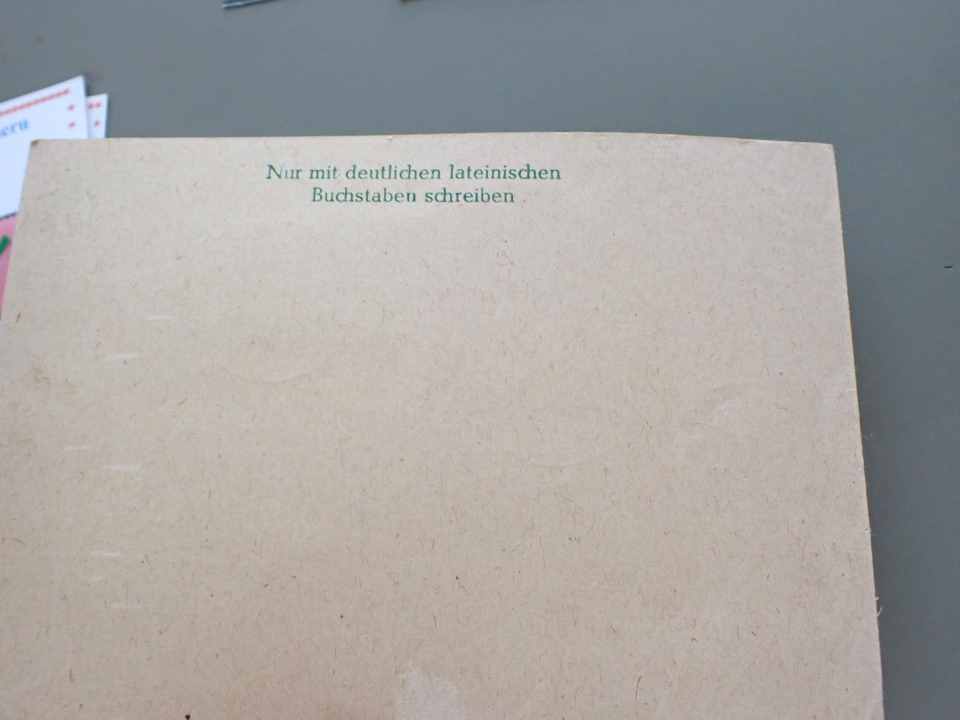 Nur mit deutlichen lateinischen
Buchstaben schreiben